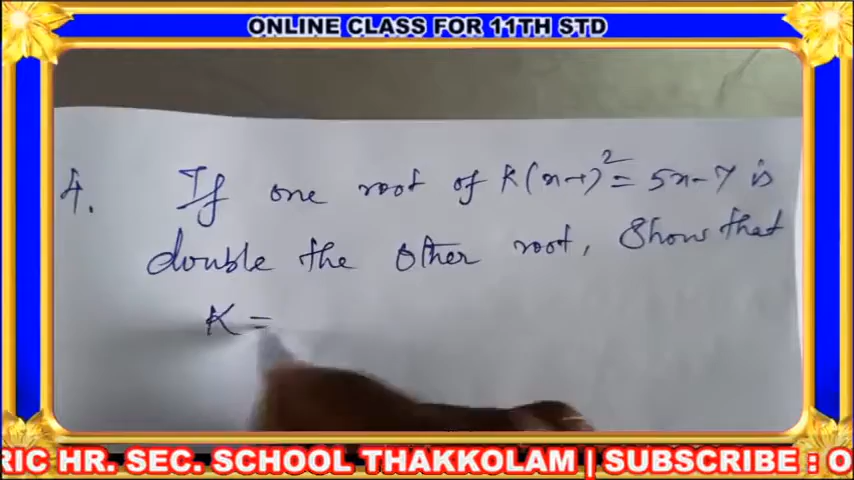 ONLINE CLASS FOR 11TH STD
4. If one root of k(x-1)² = 5x-7 is
double the other root, Show that
K =
RIC HR. SEC. SCHOOL THAKKOLAM | SUBSCRIBE : O